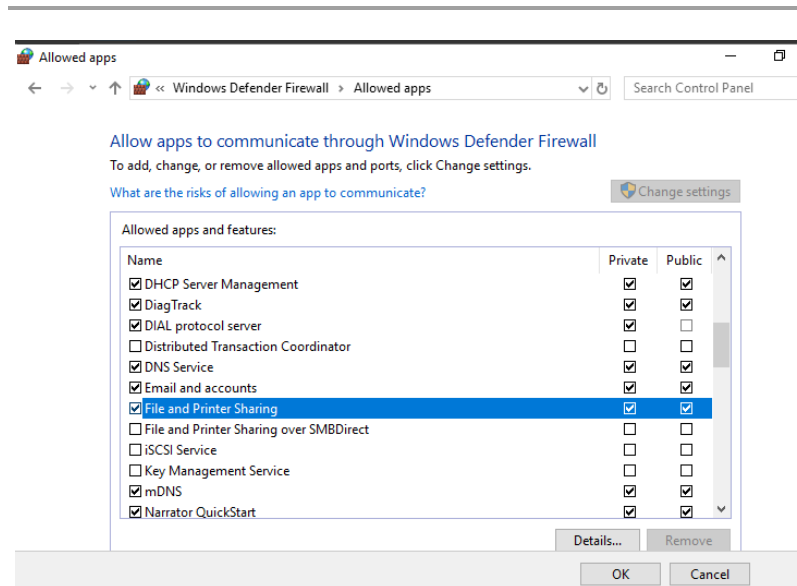 Allowed apps
« Windows Defender Firewall > Allowed apps
Search Control Panel
Allow apps to communicate through Windows Defender Firewall
To add, change, or remove allowed apps and ports, click Change settings.
What are the risks of allowing an app to communicate?
Change settings
Allowed apps and features:
Name Private Public
DHCP Server Management
DiagTrack
DIAL protocol server
Distributed Transaction Coordinator
DNS Service
Email and accounts
File and Printer Sharing
File and Printer Sharing over SMBDirect
iSCSI Service
Key Management Service
mDNS
Narrator QuickStart
Details... Remove
OK Cancel